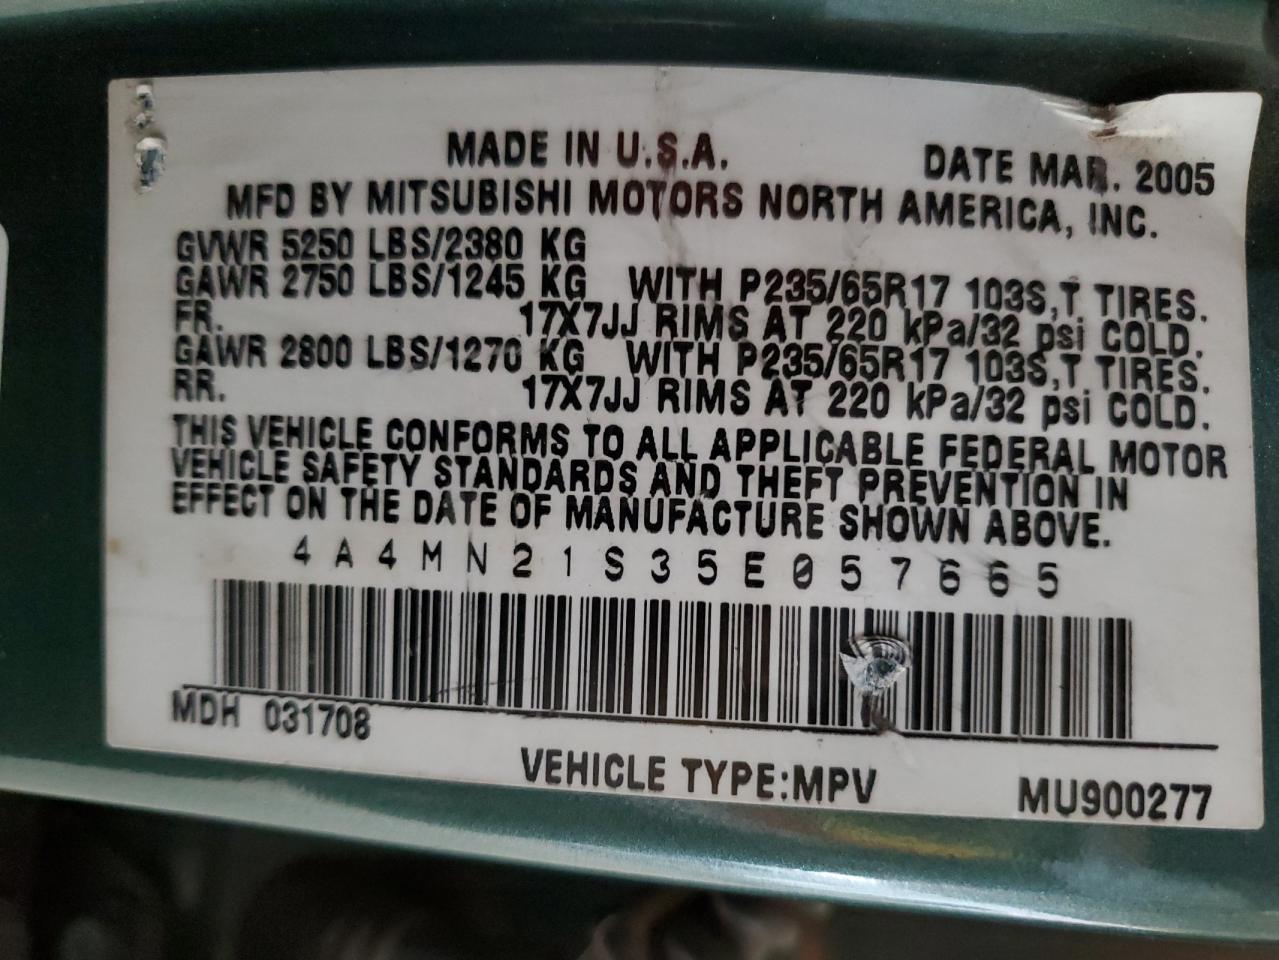 MADE IN U.S.A. DATE MAR. 2005
MFD BY MITSUBISHI MOTORS NORTH AMERICA, INC.
GVWR 5250 LBS/2380 KG
GAWR 2750 LBS/1245 KG WITH P235/65R17 103S,T TIRES.
FR. 17X7JJ RIMS AT 220 kPa/32 psi COLD.
GAWR 2800 LBS/1270 KG WITH P235/65R17 103S,T TIRES.
RR. 17X7JJ RIMS AT 220 kPa/32 psi COLD.
THIS VEHICLE CONFORMS TO ALL APPLICABLE FEDERAL MOTOR
VEHICLE SAFETY STANDARDS AND THEFT PREVENTION IN
EFFECT ON THE DATE OF MANUFACTURE SHOWN ABOVE.
4A4MN21S35E057665
MDH 031708
VEHICLE TYPE:MPV MU900277